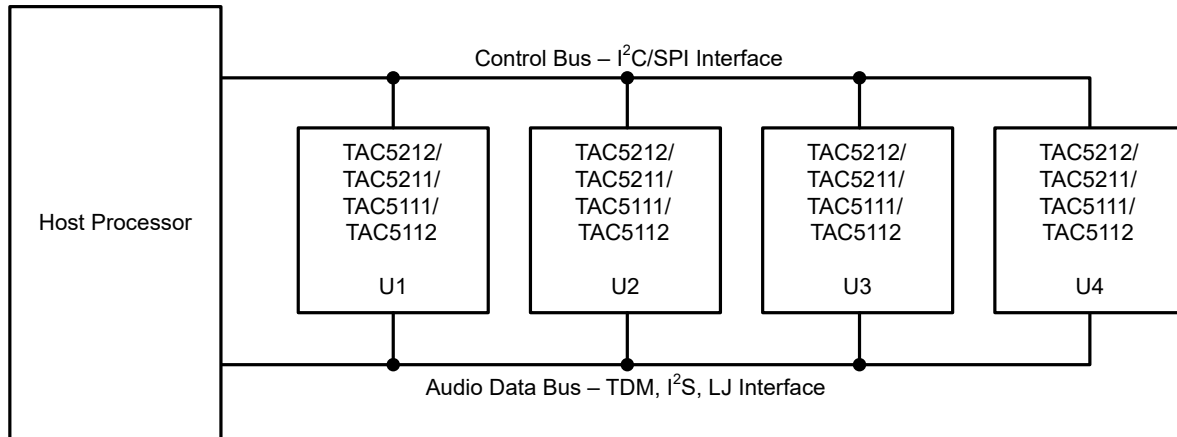 Control Bus – I²C/SPI Interface
Host Processor
TAC5212/
TAC5211/
TAC5111/
TAC5112
U1
TAC5212/
TAC5211/
TAC5111/
TAC5112
U2
TAC5212/
TAC5211/
TAC5111/
TAC5112
U3
TAC5212/
TAC5211/
TAC5111/
TAC5112
U4
Audio Data Bus – TDM, I²S, LJ Interface